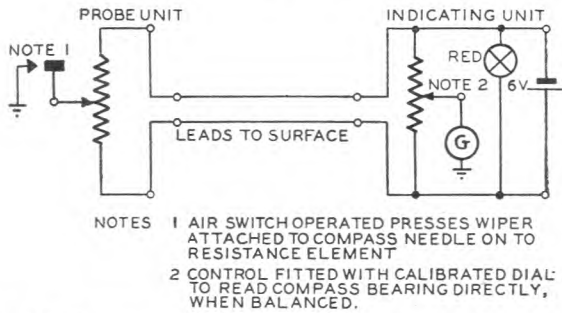 PROBE UNIT
INDICATING UNIT
NOTE 1
RED
NOTE 2
6V
G
LEADS TO SURFACE
NOTES 1 AIR SWITCH OPERATED PRESSES WIPER
ATTACHED TO COMPASS NEEDLE ON TO
RESISTANCE ELEMENT
2 CONTROL FITTED WITH CALIBRATED DIAL
TO READ COMPASS BEARING DIRECTLY,
WHEN BALANCED.